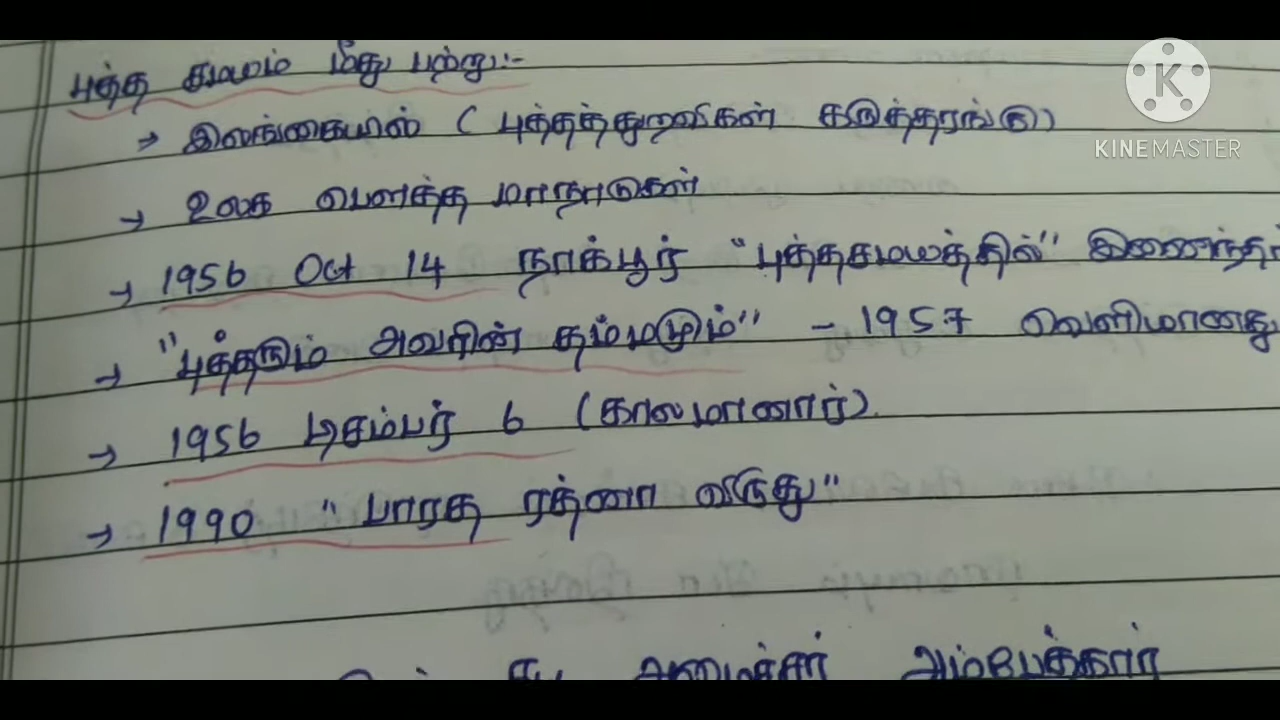 புத்த சமயம் மீது பற்று:-
→ இலங்கையில் ( புத்தத்துறவிகள் கருத்தரங்கு)
→ உலக பௌத்த மாநாடுகள்
→ 1956 Oct 14 நாக்பூர் "புத்தசமயத்தில்" இணைந்தர்
→ "புத்தரும் அவரின் தம்மமும்" - 1957 வெளிமானது
→ 1956 டிசம்பர் 6 (காலமானார்).
→ 1990 "பாரத ரத்னா விருது"
அமைச்சர் அம்பேத்கார்
K
KINEMASTER